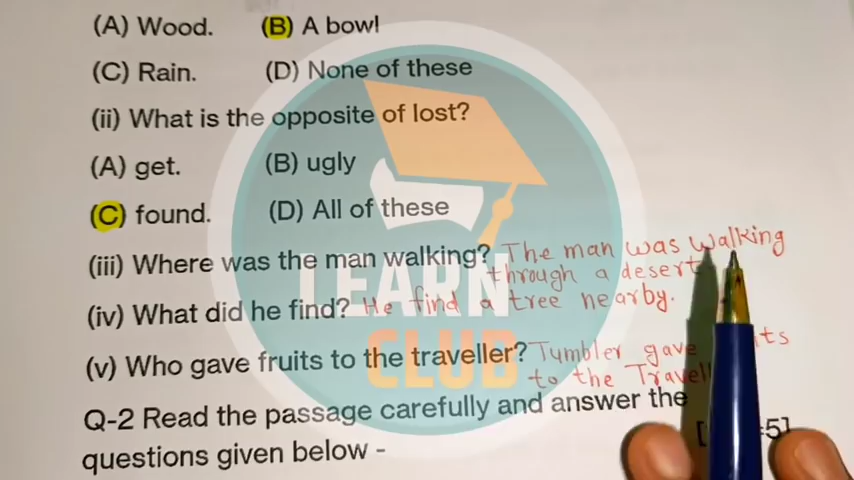 (A) Wood. (B) A bowl
(C) Rain. (D) None of these
(ii) What is the opposite of lost?
(A) get. (B) ugly
(C) found. (D) All of these
(iii) Where was the man walking? The man was walking
through a desert
(iv) What did he find? He find a tree nearby.
(v) Who gave fruits to the traveller? Tumbler gave
to the
Q-2 Read the passage carefully and answer the
questions given below -
LEARN
CLUB